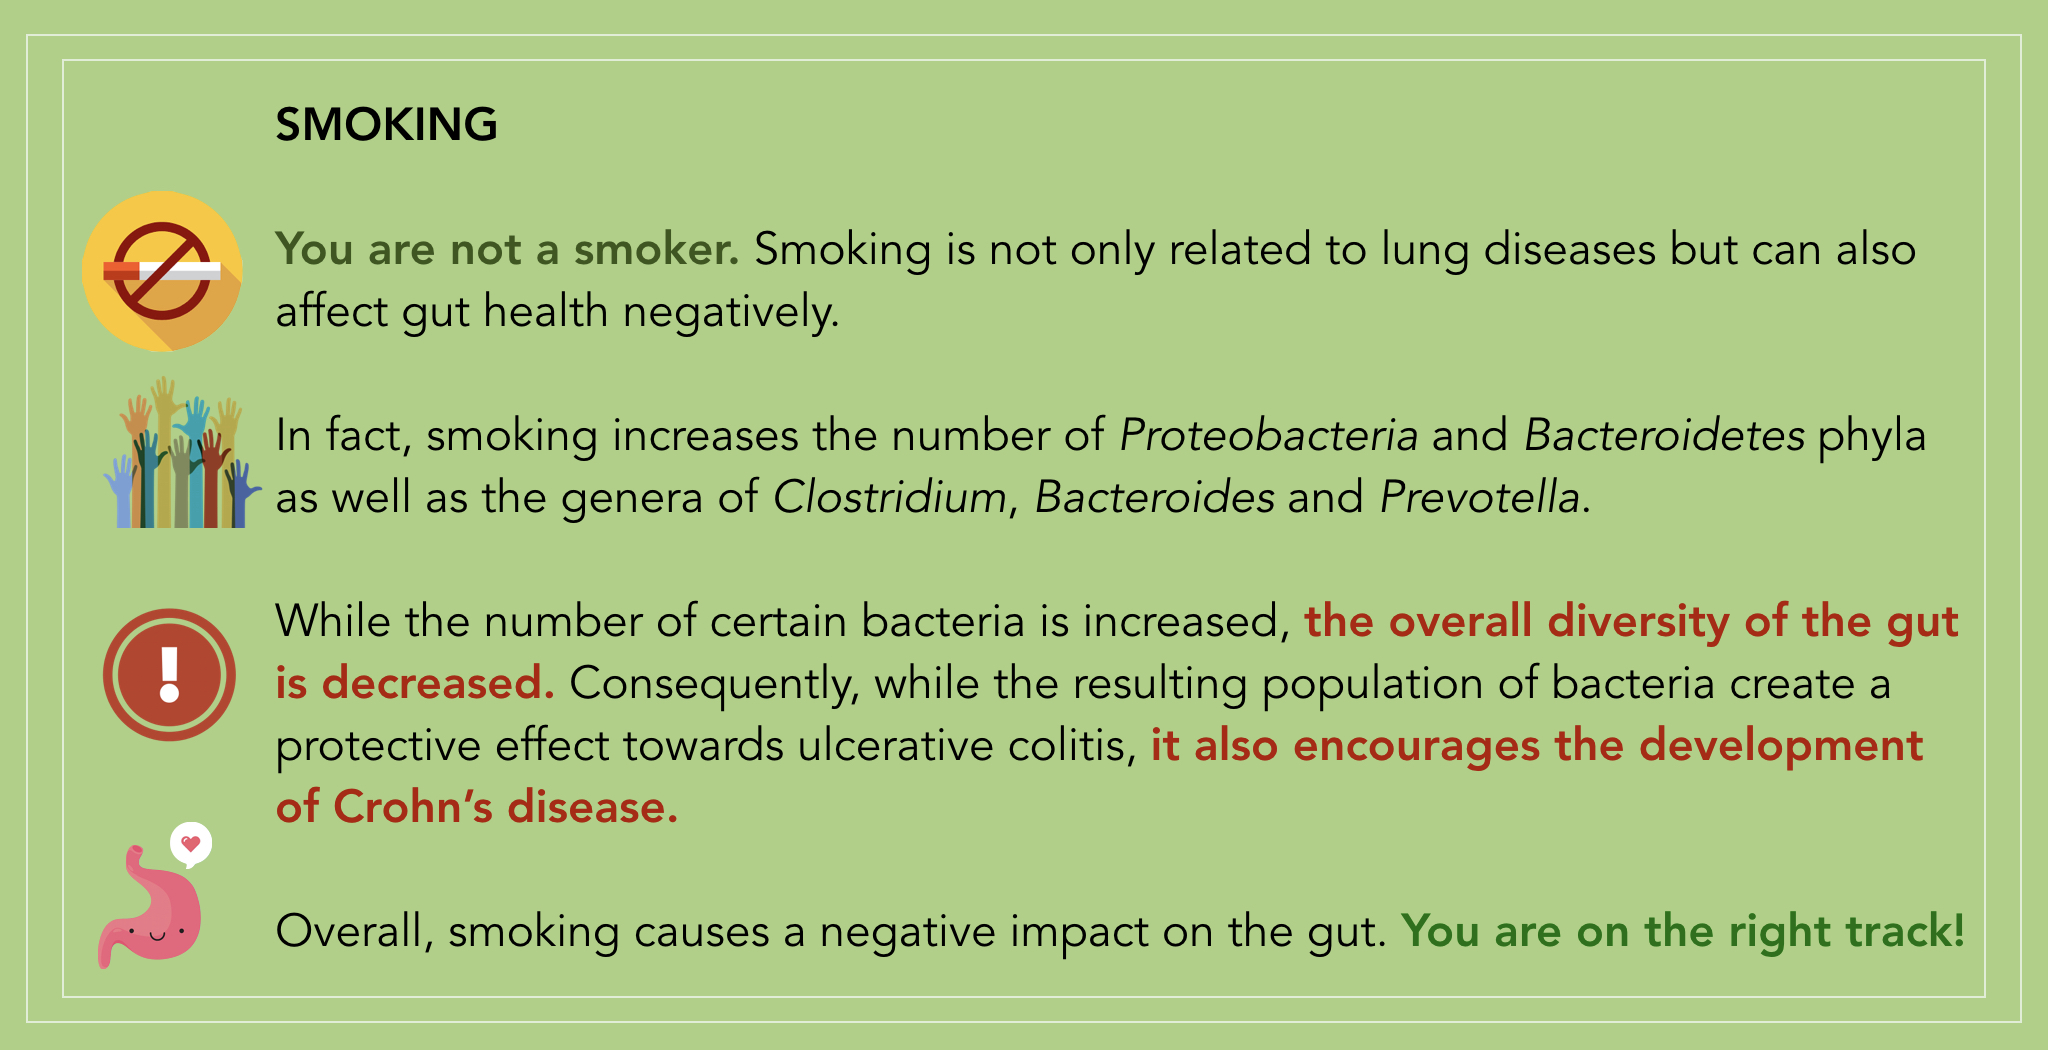 SMOKING
You are not a smoker. Smoking is not only related to lung diseases but can also
affect gut health negatively.
In fact, smoking increases the number of Proteobacteria and Bacteroidetes phyla
as well as the genera of Clostridium, Bacteroides and Prevotella.
While the number of certain bacteria is increased, the overall diversity of the gut
is decreased. Consequently, while the resulting population of bacteria create a
protective effect towards ulcerative colitis, it also encourages the development
of Crohn’s disease.
Overall, smoking causes a negative impact on the gut. You are on the right track!